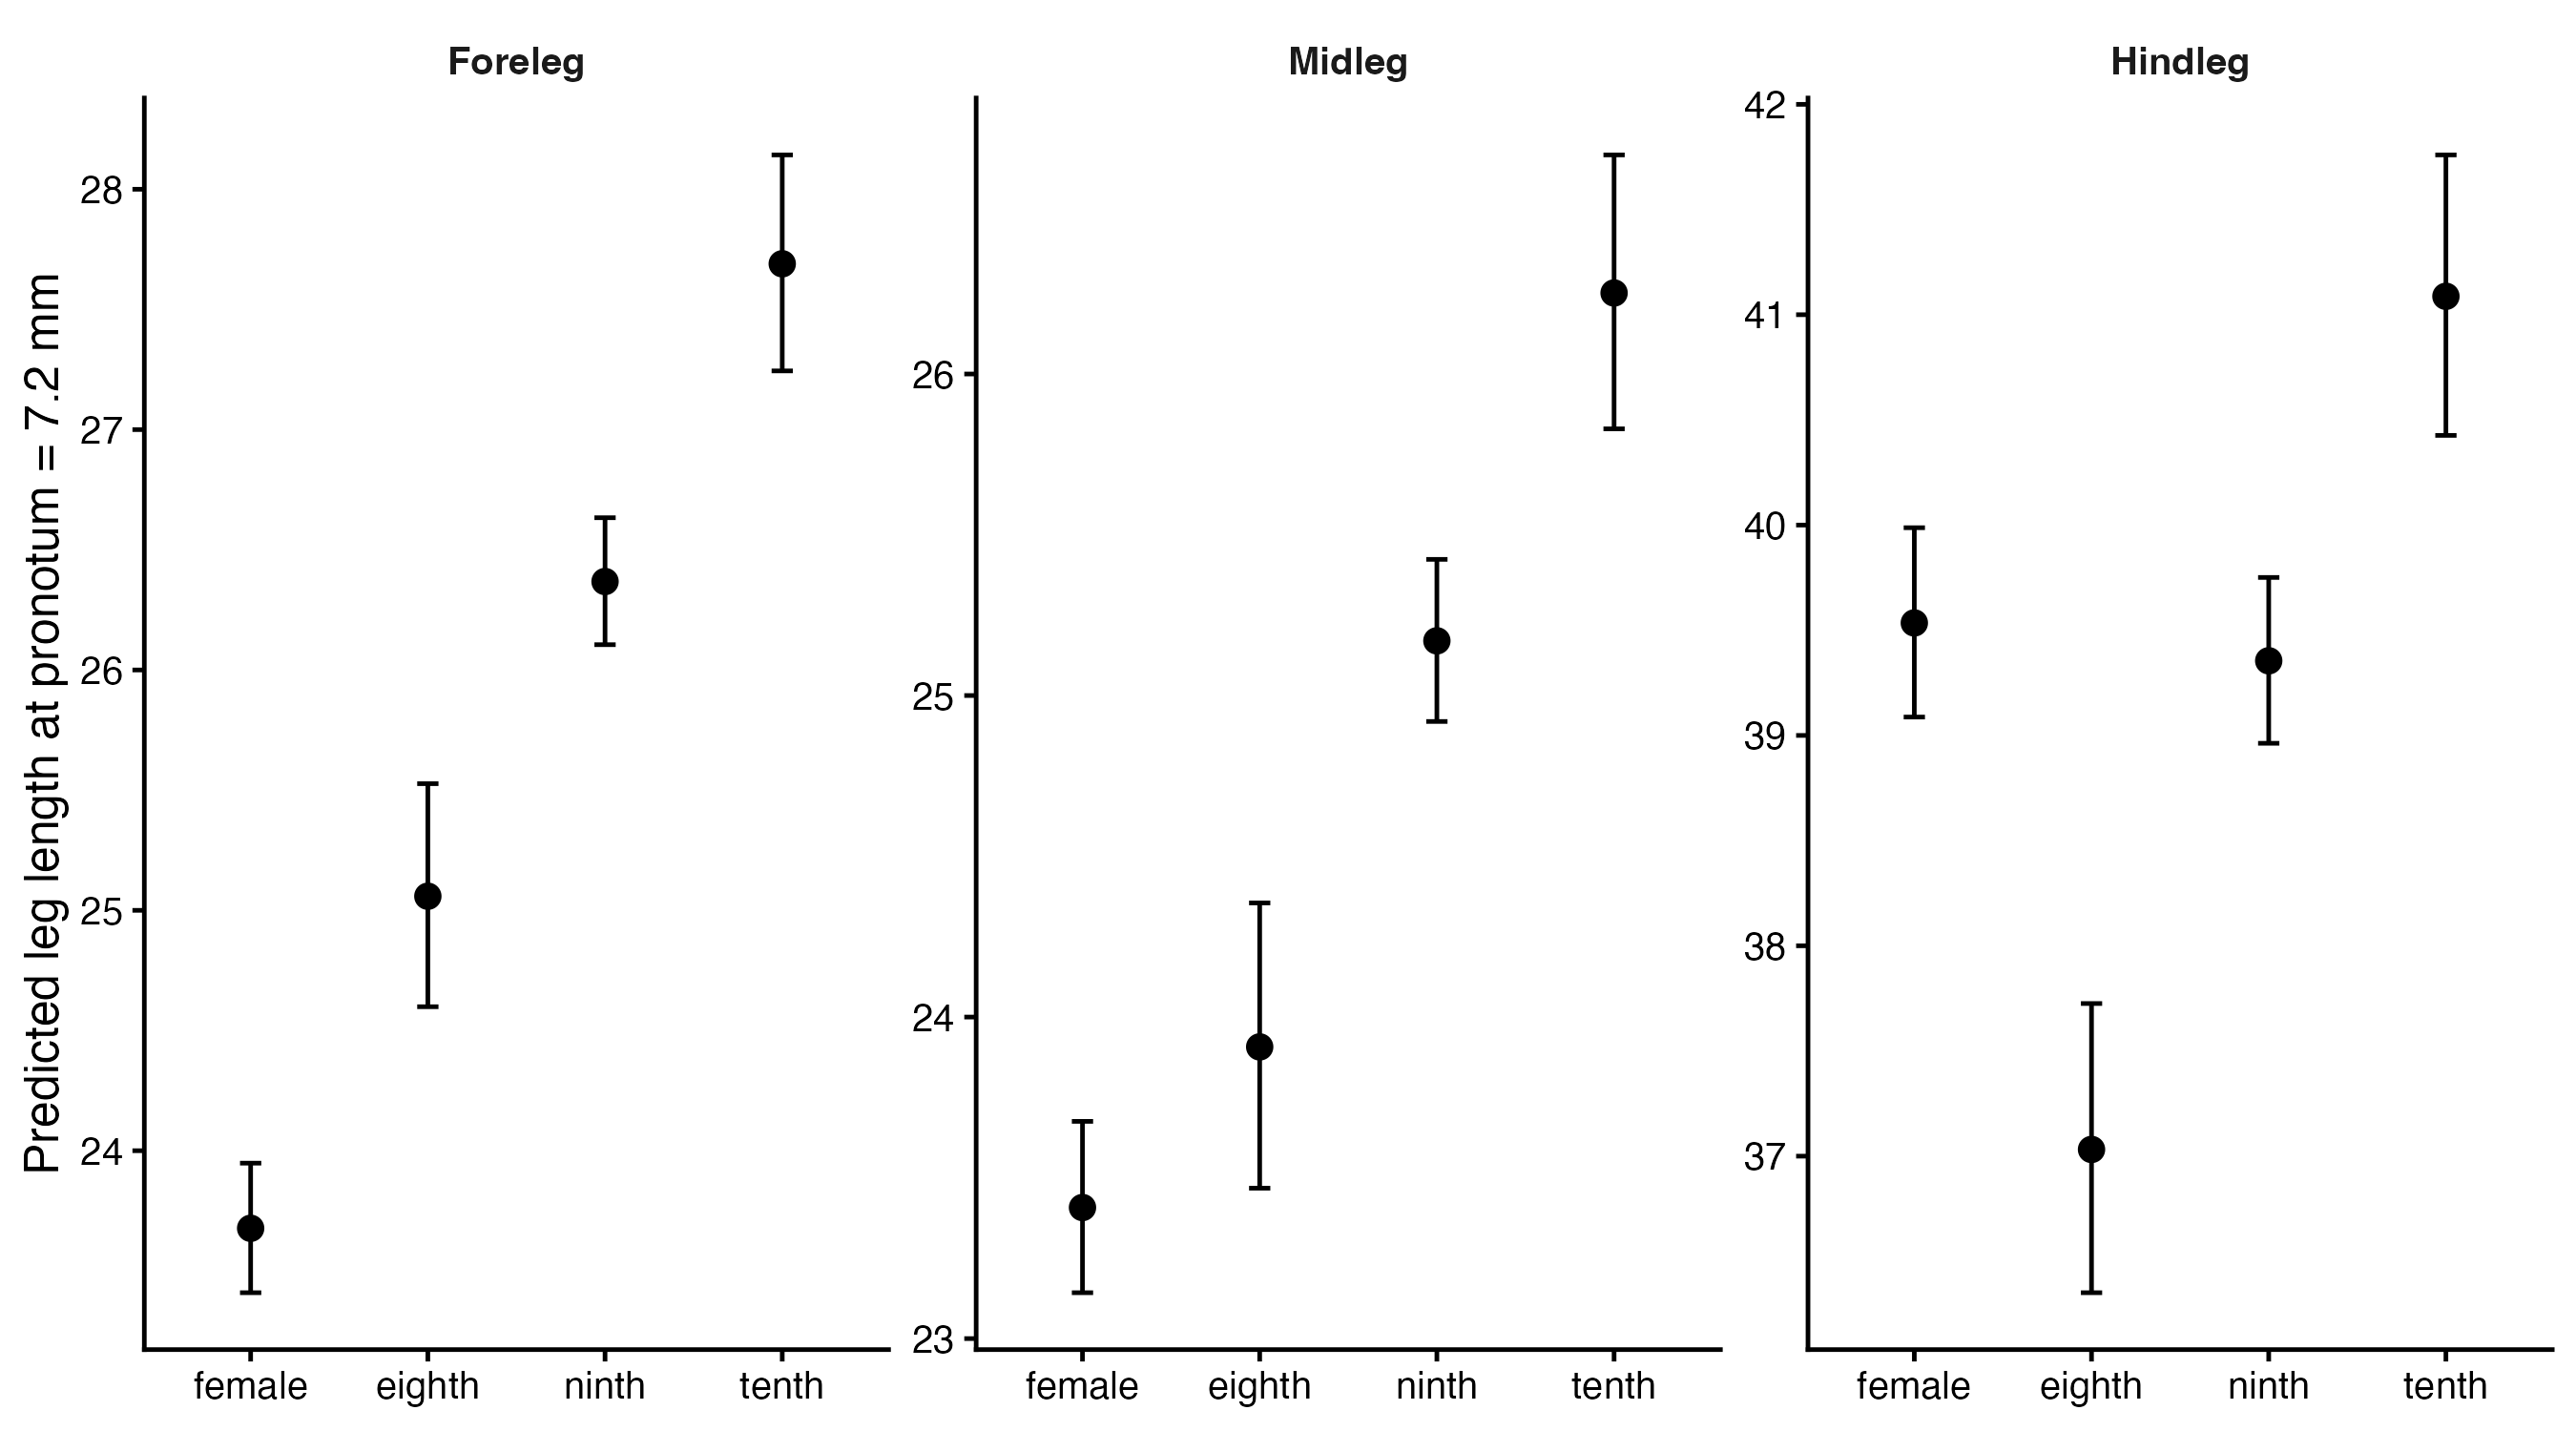 Foreleg
Midleg
Hindleg
Predicted leg length at pronotum = 7.2 mm
28
27
26
25
24
female eighth ninth tenth
26
25
24
23
female eighth ninth tenth
42
41
40
39
38
37
female eighth ninth tenth